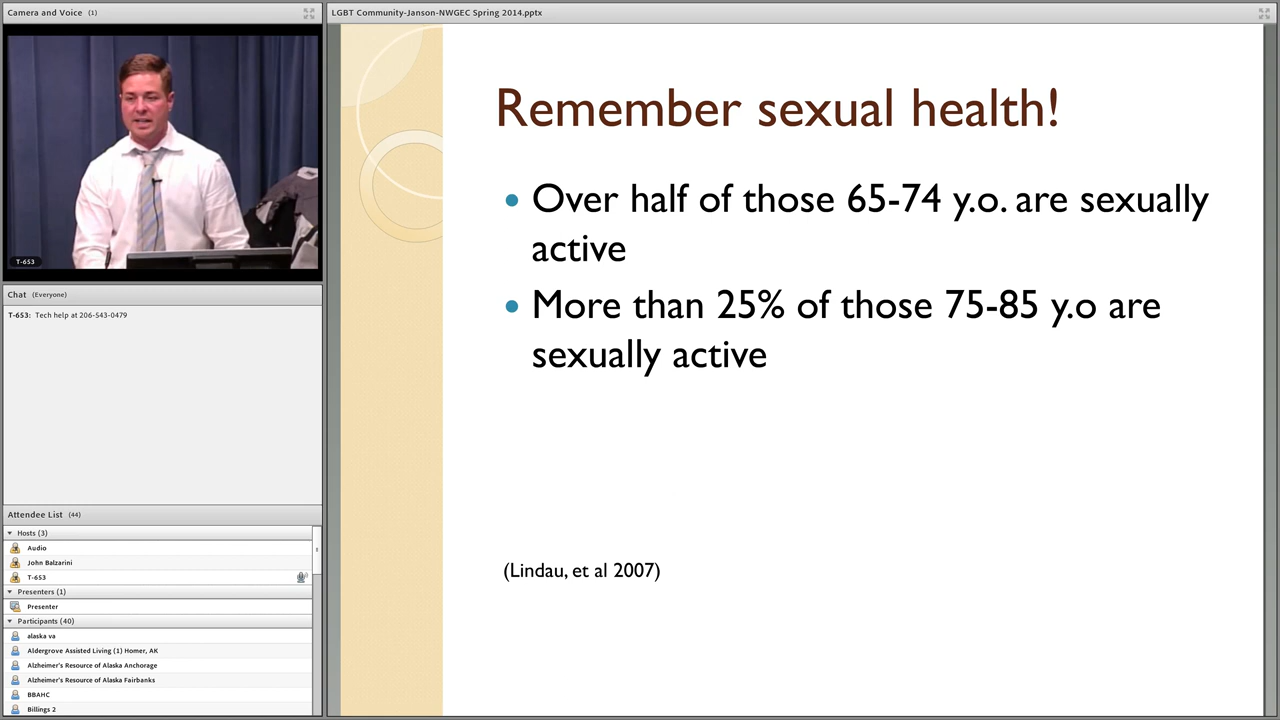 Camera and Voice (1)
T-653
Chat (Everyone)
T-653: Tech help at 206-543-0479
Attendee List (44)
Hosts (3)
Audio
John Balzarini
T-653
Presenters (1)
Presenter
Participants (40)
alaska va
Aldergrove Assisted Living (1) Homer, AK
Alzheimer's Resource of Alaska Anchorage
Alzheimer's Resource of Alaska Fairbanks
BBAHC
Billings 2
LGBT Community-Janson-NWGEC Spring 2014.pptx
Remember sexual health!
• Over half of those 65-74 y.o. are sexually
active
• More than 25% of those 75-85 y.o are
sexually active
(Lindau, et al 2007)